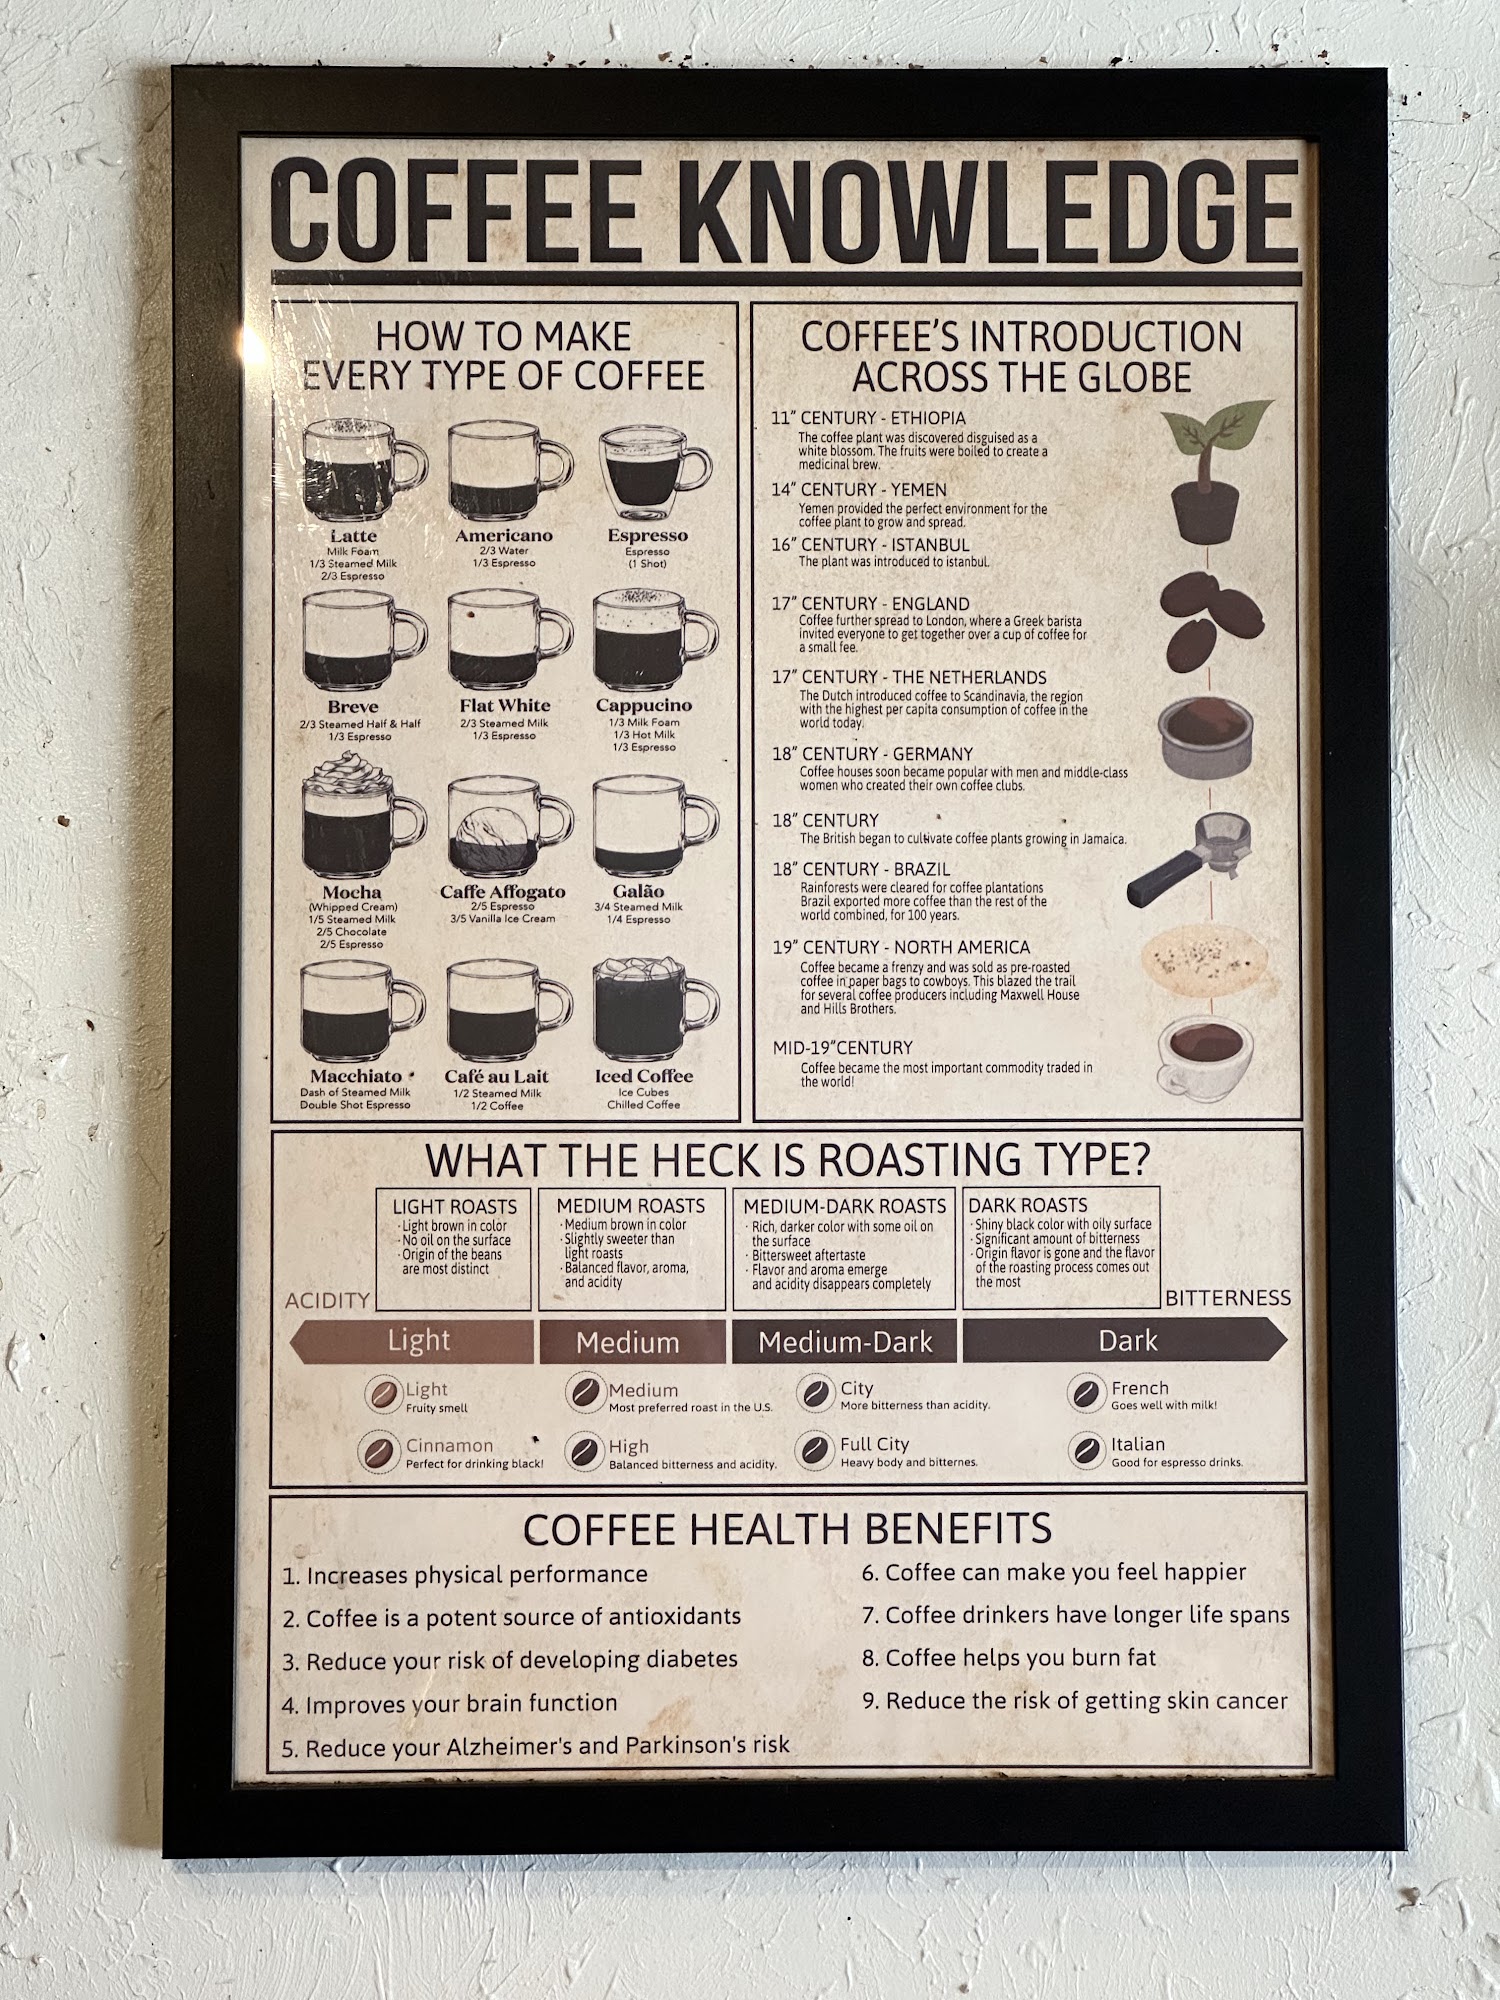 COFFEE KNOWLEDGE
HOW TO MAKE
EVERY TYPE OF COFFEE
Latte
Milk Foam
1/3 Steamed Milk
2/3 Espresso
Americano
2/3 Water
1/3 Espresso
Espresso
Espresso
(1 Shot)
Breve
2/3 Steamed Half & Half
1/3 Espresso
Flat White
2/3 Steamed Milk
1/3 Espresso
Cappucino
1/3 Milk Foam
1/3 Hot Milk
1/3 Espresso
Mocha
(Whipped Cream)
1/5 Steamed Milk
2/5 Chocolate
2/5 Espresso
Caffe Affogato
2/5 Espresso
3/5 Vanilla Ice Cream
Galão
3/4 Steamed Milk
1/4 Espresso
Macchiato
Dash of Steamed Milk
Double Shot Espresso
Café au Lait
1/2 Steamed Milk
1/2 Coffee
Iced Coffee
Ice Cubes
Chilled Coffee
COFFEE'S INTRODUCTION
ACROSS THE GLOBE
11" CENTURY - ETHIOPIA
The coffee plant was discovered disguised as a
white blossom. The fruits were boiled to create a
medicinal brew.
14" CENTURY - YEMEN
Yemen provided the perfect environment for the
coffee plant to grow and spread.
16" CENTURY - ISTANBUL
The plant was introduced to istanbul.
17" CENTURY - ENGLAND
Coffee further spread to London, where a Greek barista
invited everyone to get together over a cup of coffee for
a small fee.
17" CENTURY - THE NETHERLANDS
The Dutch introduced coffee to Scandinavia, the region
with the highest per capita consumption of coffee in the
world today.
18" CENTURY - GERMANY
Coffee houses soon became popular with men and middle-class
women who created their own coffee clubs.
18" CENTURY
The British began to cultivate coffee plants growing in Jamaica.
18" CENTURY - BRAZIL
Rainforests were cleared for coffee plantations
Brazil exported more coffee than the rest of the
world combined, for 100 years.
19" CENTURY - NORTH AMERICA
Coffee became a frenzy and was sold as pre-roasted
coffee in paper bags to cowboys. This blazed the trail
for several coffee producers including Maxwell House
and Hills Brothers.
MID-19"CENTURY
Coffee became the most important commodity traded in
the world!
WHAT THE HECK IS ROASTING TYPE?
LIGHT ROASTS
· Light brown in color
· No oil on the surface
· Origin of the beans
are most distinct
MEDIUM ROASTS
· Medium brown in color
· Slightly sweeter than
light roasts
· Balanced flavor, aroma,
and acidity
MEDIUM-DARK ROASTS
· Rich, darker color with some oil on
the surface
· Bittersweet aftertaste
· Flavor and aroma emerge
and acidity disappears completely
DARK ROASTS
· Shiny black color with oily surface
· Significant amount of bitterness
· Origin flavor is gone and the flavor
of the roasting process comes out
the most
ACIDITY
BITTERNESS
Light
Medium
Medium-Dark
Dark
Light
Fruity smell
Medium
Most preferred roast in the U.S.
City
More bitterness than acidity.
French
Goes well with milk!
Cinnamon
Perfect for drinking black!
High
Balanced bitterness and acidity.
Full City
Heavy body and bitternes.
Italian
Good for espresso drinks.
COFFEE HEALTH BENEFITS
1. Increases physical performance
2. Coffee is a potent source of antioxidants
3. Reduce your risk of developing diabetes
4. Improves your brain function
5. Reduce your Alzheimer's and Parkinson's risk
6. Coffee can make you feel happier
7. Coffee drinkers have longer life spans
8. Coffee helps you burn fat
9. Reduce the risk of getting skin cancer